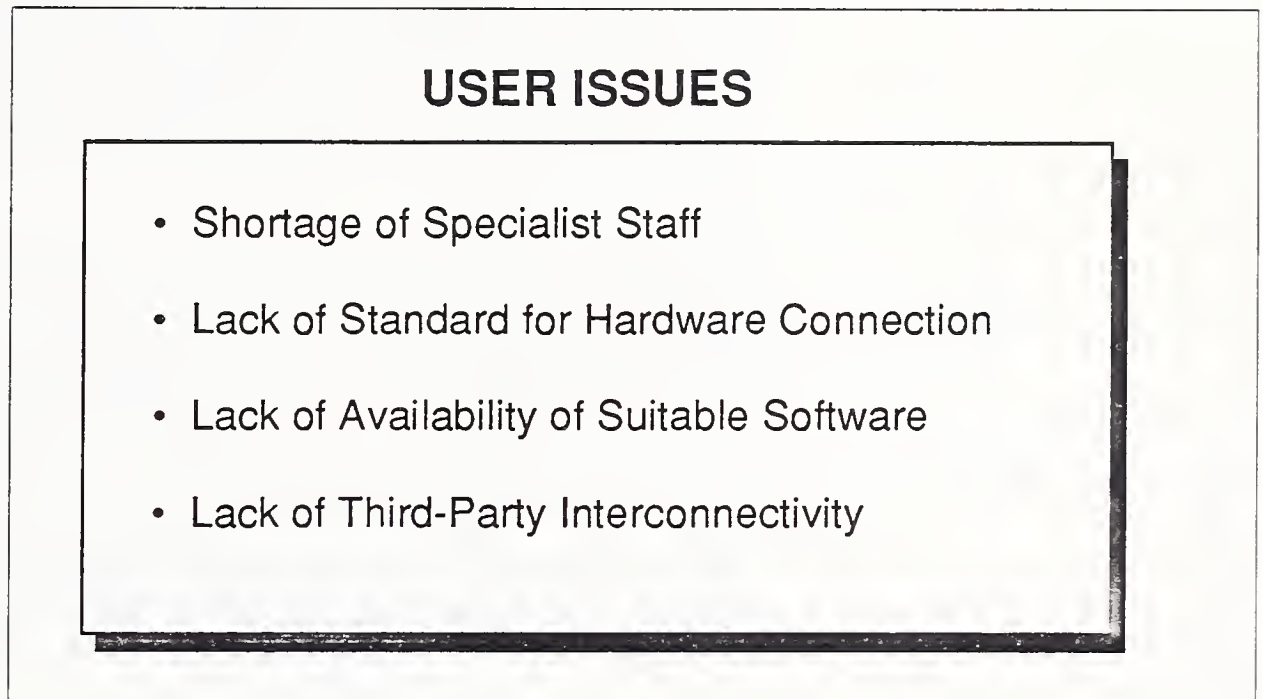 USER ISSUES
• Shortage of Specialist Staff
• Lack of Standard for Hardware Connection
• Lack of Availability of Suitable Software
• Lack of Third-Party Interconnectivity